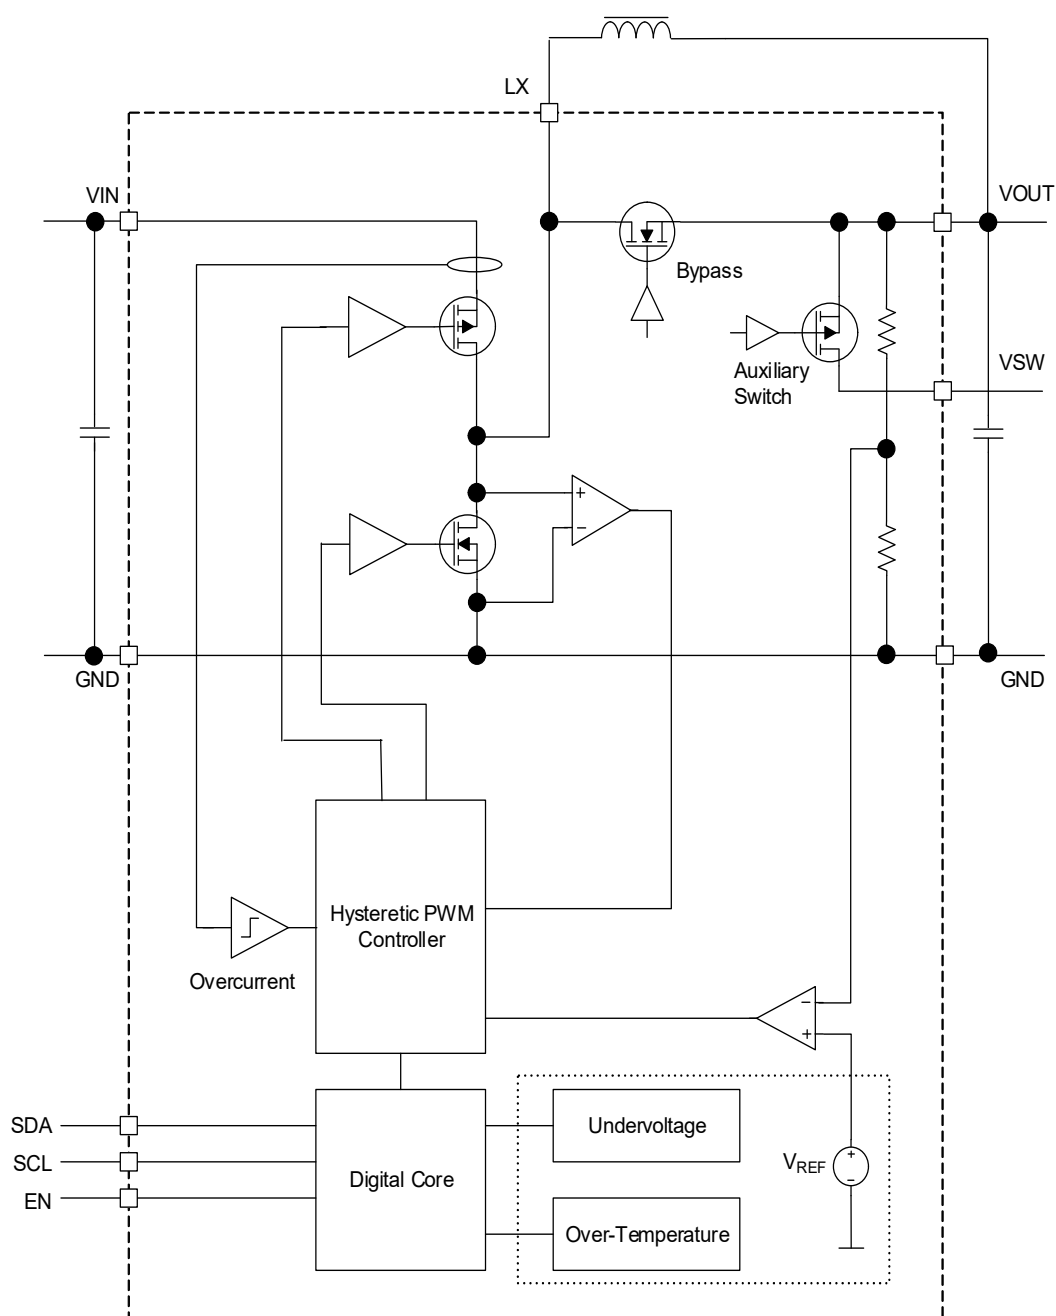 LX
VIN
VOUT
Bypass
Auxiliary
Switch
VSW
+
−
GND
GND
Hysteretic PWM
Controller
Overcurrent
−
+
SDA
SCL
EN
Digital Core
Undervoltage
Over-Temperature
VREF
+
−